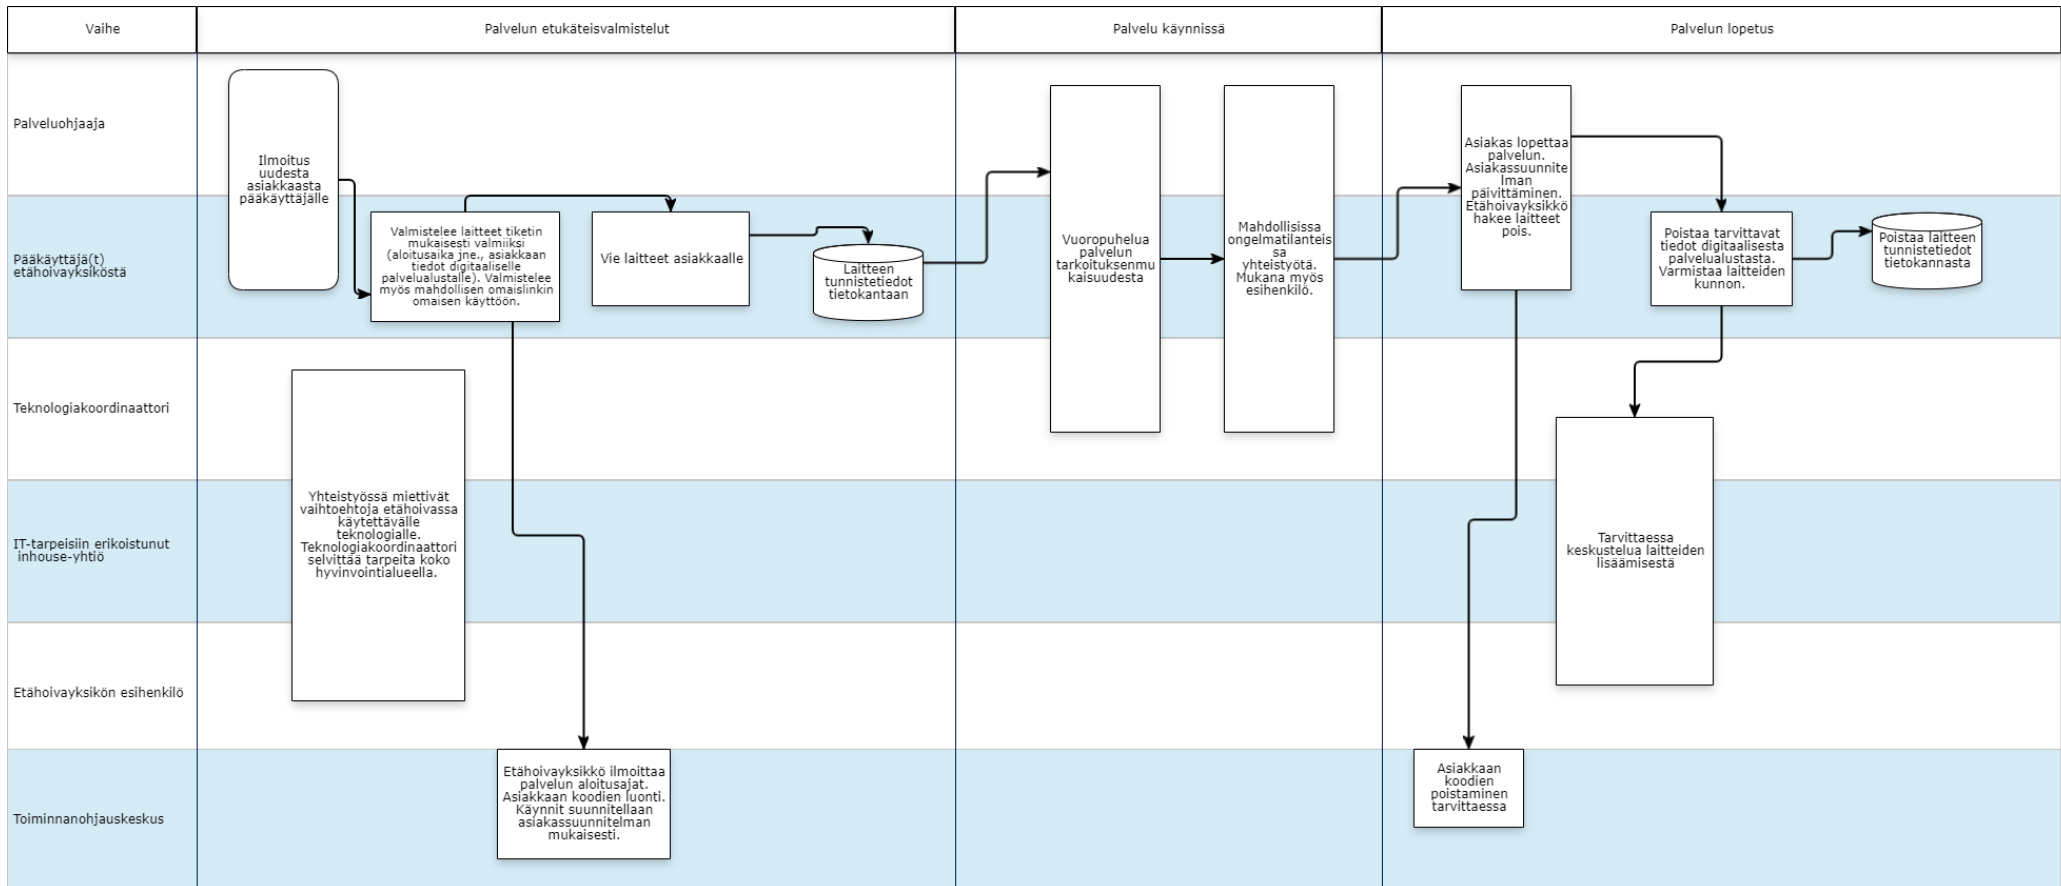 Vaihe
Palvelun etukäteisvalmistelut
Palvelu käynnissä
Palvelun lopetus
Palveluohjaaja
Ilmoitus
uudesta
asiakkaasta
pääkäyttäjälle
Asiakas lopettaa
palvelun.
Asiakassuunnite
lman
päivittäminen.
Etähoivayksikkö
hakee laitteet
pois.
Pääkäyttäjä(t)
etähoivayksiköstä
Valmistelee laitteet tiketin
mukaisesti valmiiksi
(aloitusaika jne., asiakkaan
tiedot digitaaliselle
palvelualustalle). Valmistelee
myös mahdollisen omaislinkin
omaisen käyttöön.
Vie laitteet asiakkaalle
Laitteen
tunnistetiedot
tietokantaan
Vuoropuhelua
palvelun
tarkoituksenmu
kaisuudesta
Mahdollisissa
ongelmatilanteis
sa
yhteistyötä.
Mukana myös
esihenkilö.
Poistaa tarvittavat
tiedot digitaalisesta
palvelualustasta.
Varmistaa laitteiden
kunnon.
Poistaa laitteen
tunnistetiedot
tietokannasta
Teknologiakoordinaattori
IT-tarpeisiin erikoistunut
inhouse-yhtiö
Yhteistyössä miettivät
vaihtoehtoja etähoivassa
käytettävälle
teknologialle.
Teknologiakoordinaattori
selvittää tarpeita koko
hyvinvointialueella.
Tarvittaessa
keskustelua laitteiden
lisäämisestä
Etähoivayksikön esihenkilö
Toiminnanohjauskeskus
Etähoivayksikkö ilmoittaa
palvelun aloitusajat.
Asiakkaan koodien luonti.
Käynnit suunnitellaan
asiakassuunnitelman
mukaisesti.
Asiakkaan
koodien
poistaminen
tarvittaessa